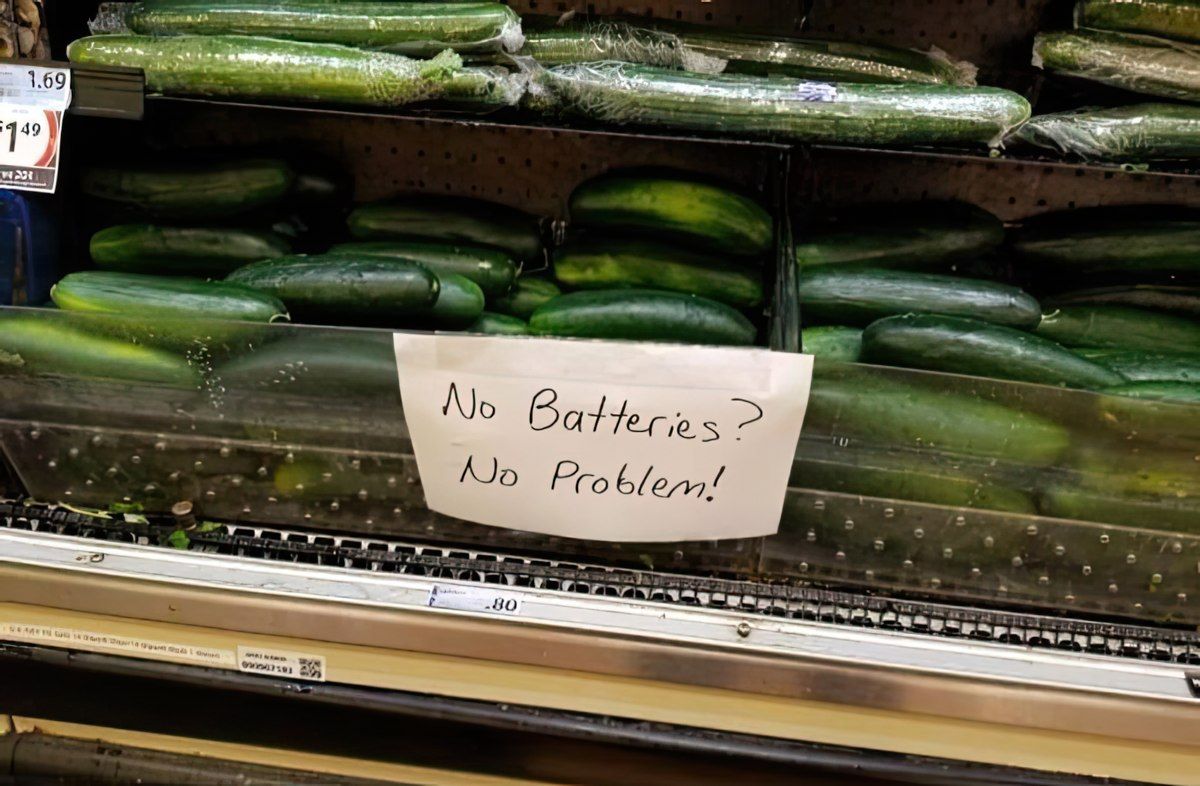 1.69
$1 49
No Batteries?
No Problem!
.80